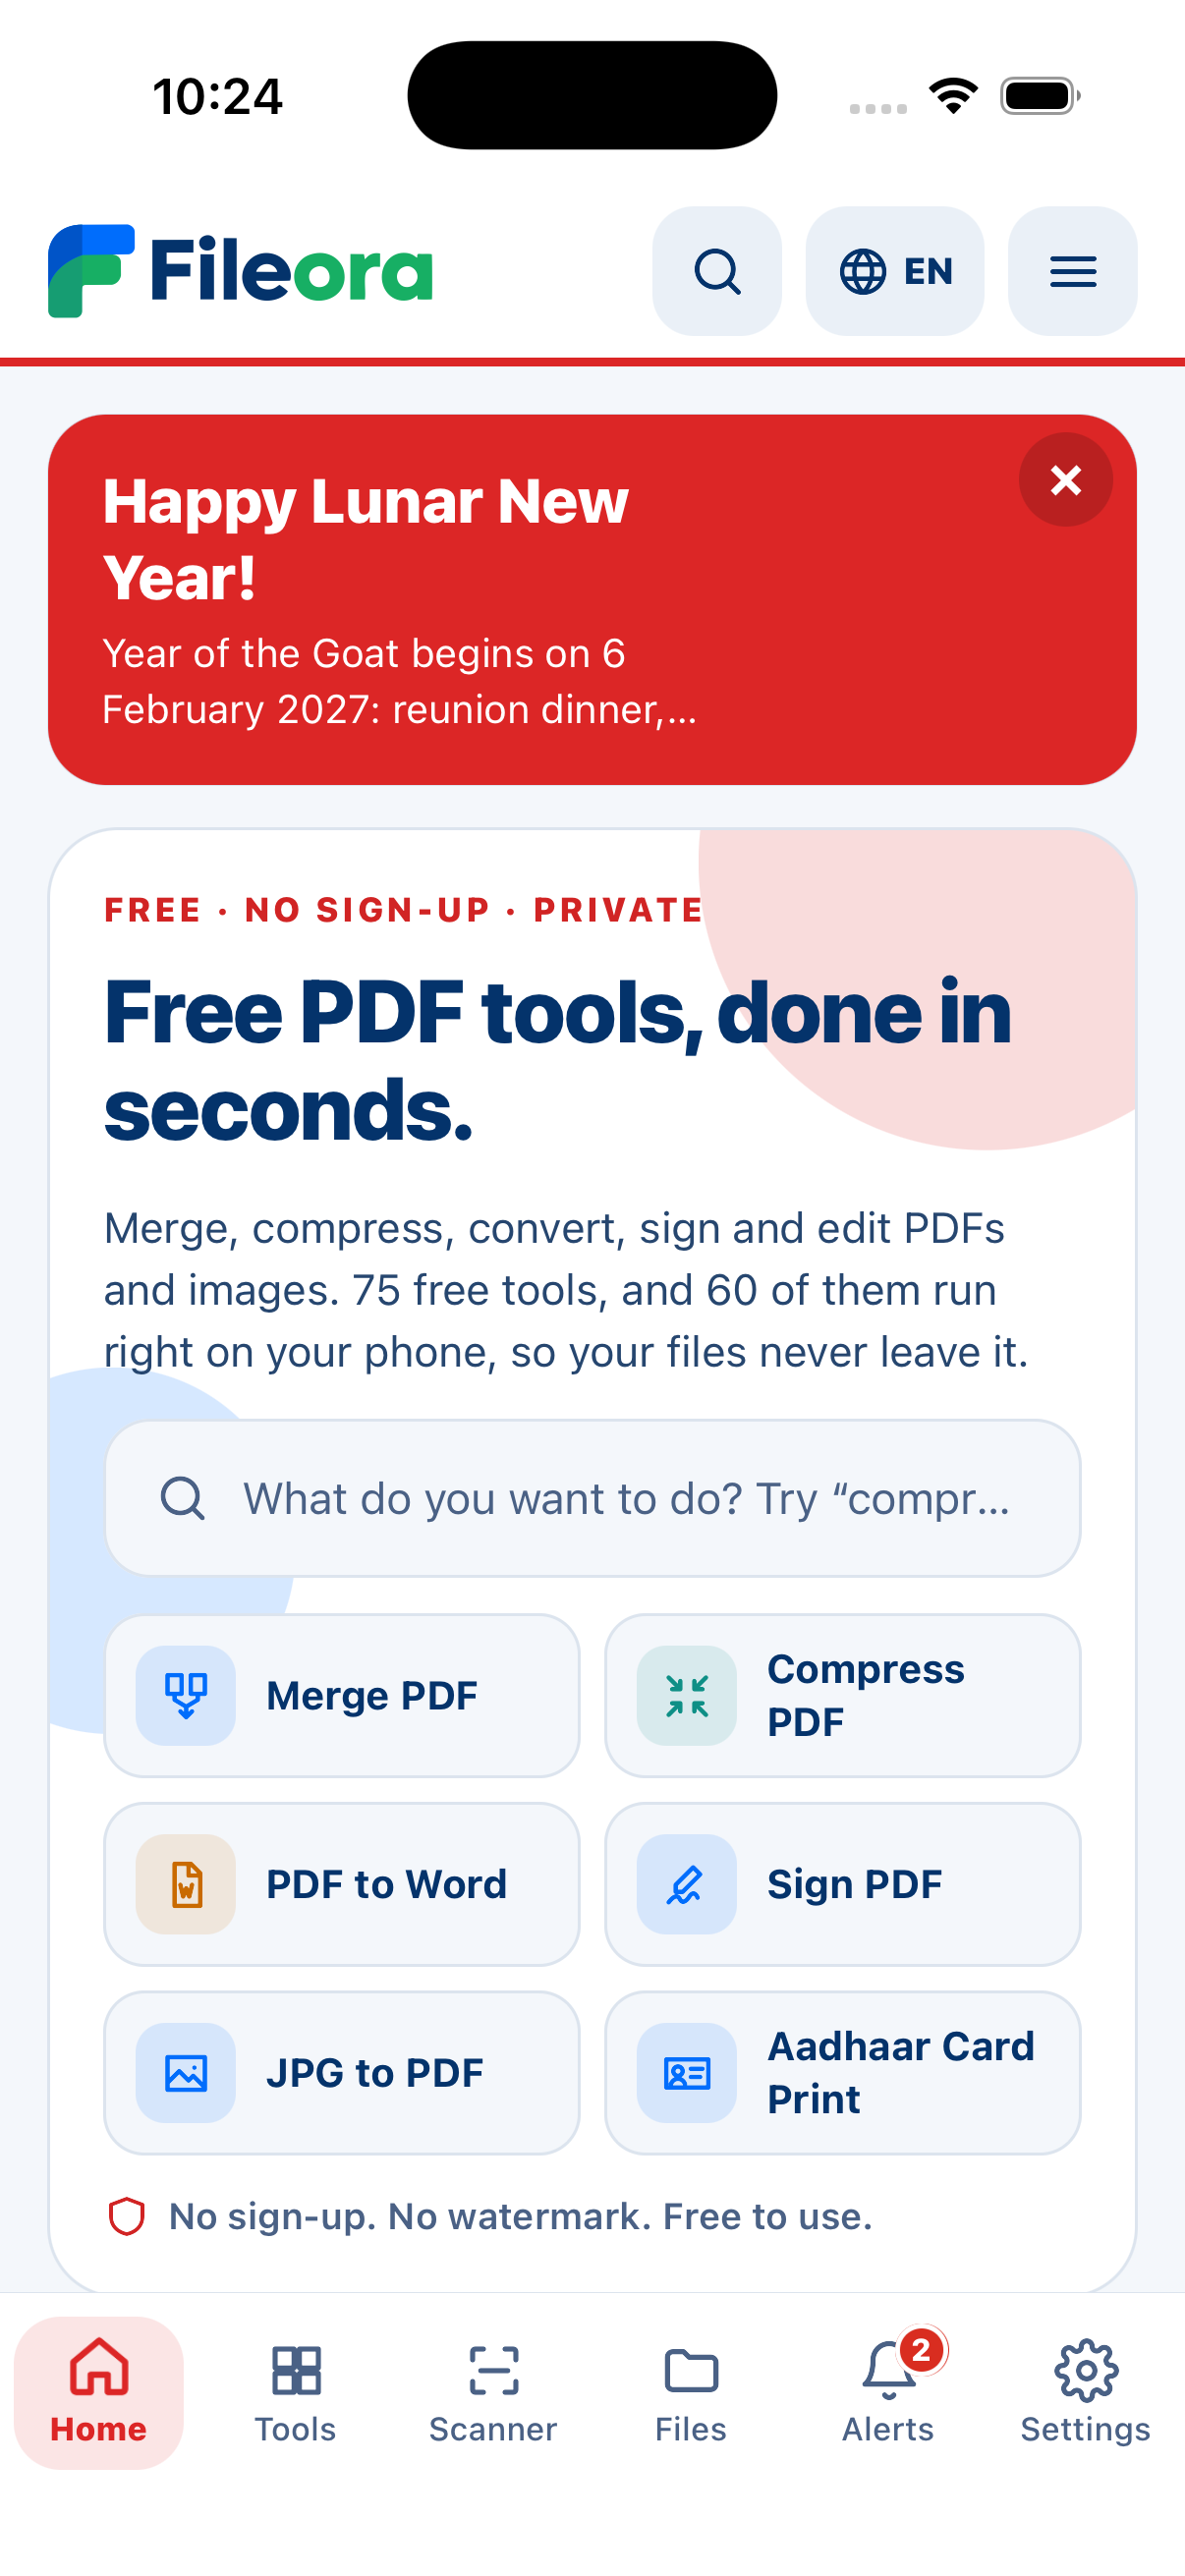 10:24
Fileora
EN
Happy Lunar New
Year!
Year of the Goat begins on 6
February 2027: reunion dinner,...
FREE · NO SIGN-UP · PRIVATE
Free PDF tools, done in
seconds.
Merge, compress, convert, sign and edit PDFs
and images. 75 free tools, and 60 of them run
right on your phone, so your files never leave it.
What do you want to do? Try “compr...
Merge PDF
Compress
PDF
W
PDF to Word
Sign PDF
JPG to PDF
Aadhaar Card
Print
No sign-up. No watermark. Free to use.
2
Home
Tools
Scanner
Files
Alerts
Settings